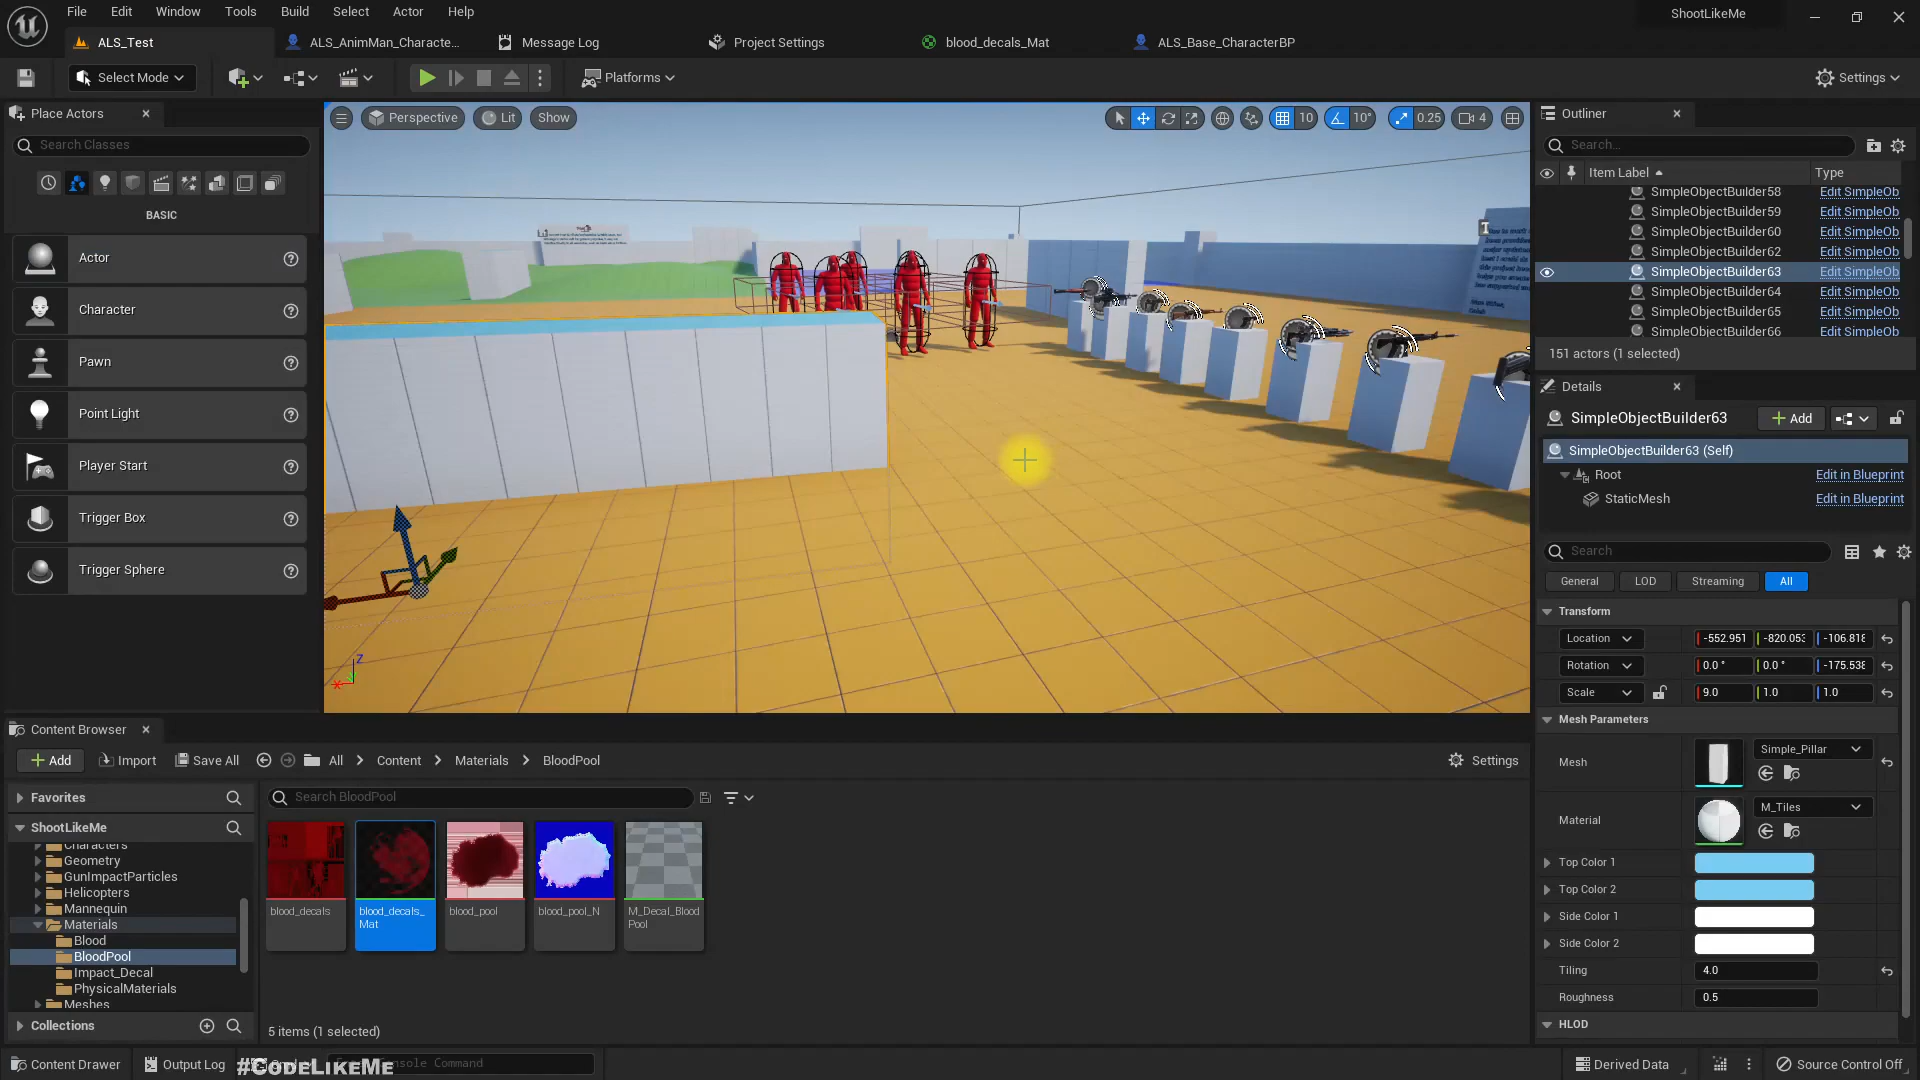 File Edit Window Tools Build Select Actor Help
ShootLikeMe
ALS_Test
ALS_AnimMan_Characte...
Message Log
Project Settings
blood_decals_Mat
ALS_Base_CharacterBP
Select Mode
Platforms
Settings
Place Actors
Search Classes
BASIC
Actor
Character
Pawn
Point Light
Player Start
Trigger Box
Trigger Sphere
Perspective Lit Show
10 10° 0.25 4
Outliner
Search...
Item Label Type
SimpleObjectBuilder58 Edit SimpleOb
SimpleObjectBuilder59 Edit SimpleOb
SimpleObjectBuilder60 Edit SimpleOb
SimpleObjectBuilder62 Edit SimpleOb
SimpleObjectBuilder63 Edit SimpleOb
SimpleObjectBuilder64 Edit SimpleOb
SimpleObjectBuilder65 Edit SimpleOb
SimpleObjectBuilder66 Edit SimpleOb
151 actors (1 selected)
Details
SimpleObjectBuilder63 Add
SimpleObjectBuilder63 (Self)
Root Edit in Blueprint
StaticMesh Edit in Blueprint
Search
General LOD Streaming All
Transform
Location -552.951 -820.053 -106.818
Rotation 0.0 ° 0.0 ° -175.538
Scale 9.0 1.0 1.0
Mesh Parameters
Mesh Simple_Pillar
Material M_Tiles
Top Color 1
Top Color 2
Side Color 1
Side Color 2
Tiling 4.0
Roughness 0.5
HLOD
Z
X
Content Browser
Add Import Save All All Content Materials BloodPool Settings
Favorites
ShootLikeMe
Characters
Geometry
GunImpactParticles
Helicopters
Mannequin
Materials
Blood
BloodPool
Impact_Decal
PhysicalMaterials
Meshes
Collections
Search BloodPool
blood_decals
blood_decals_
Mat
blood_pool
blood_pool_N
M_Decal_Blood
Pool
5 items (1 selected)
Content Drawer Output Log #CodeLikeMe Console Command
Derived Data Source Control Off